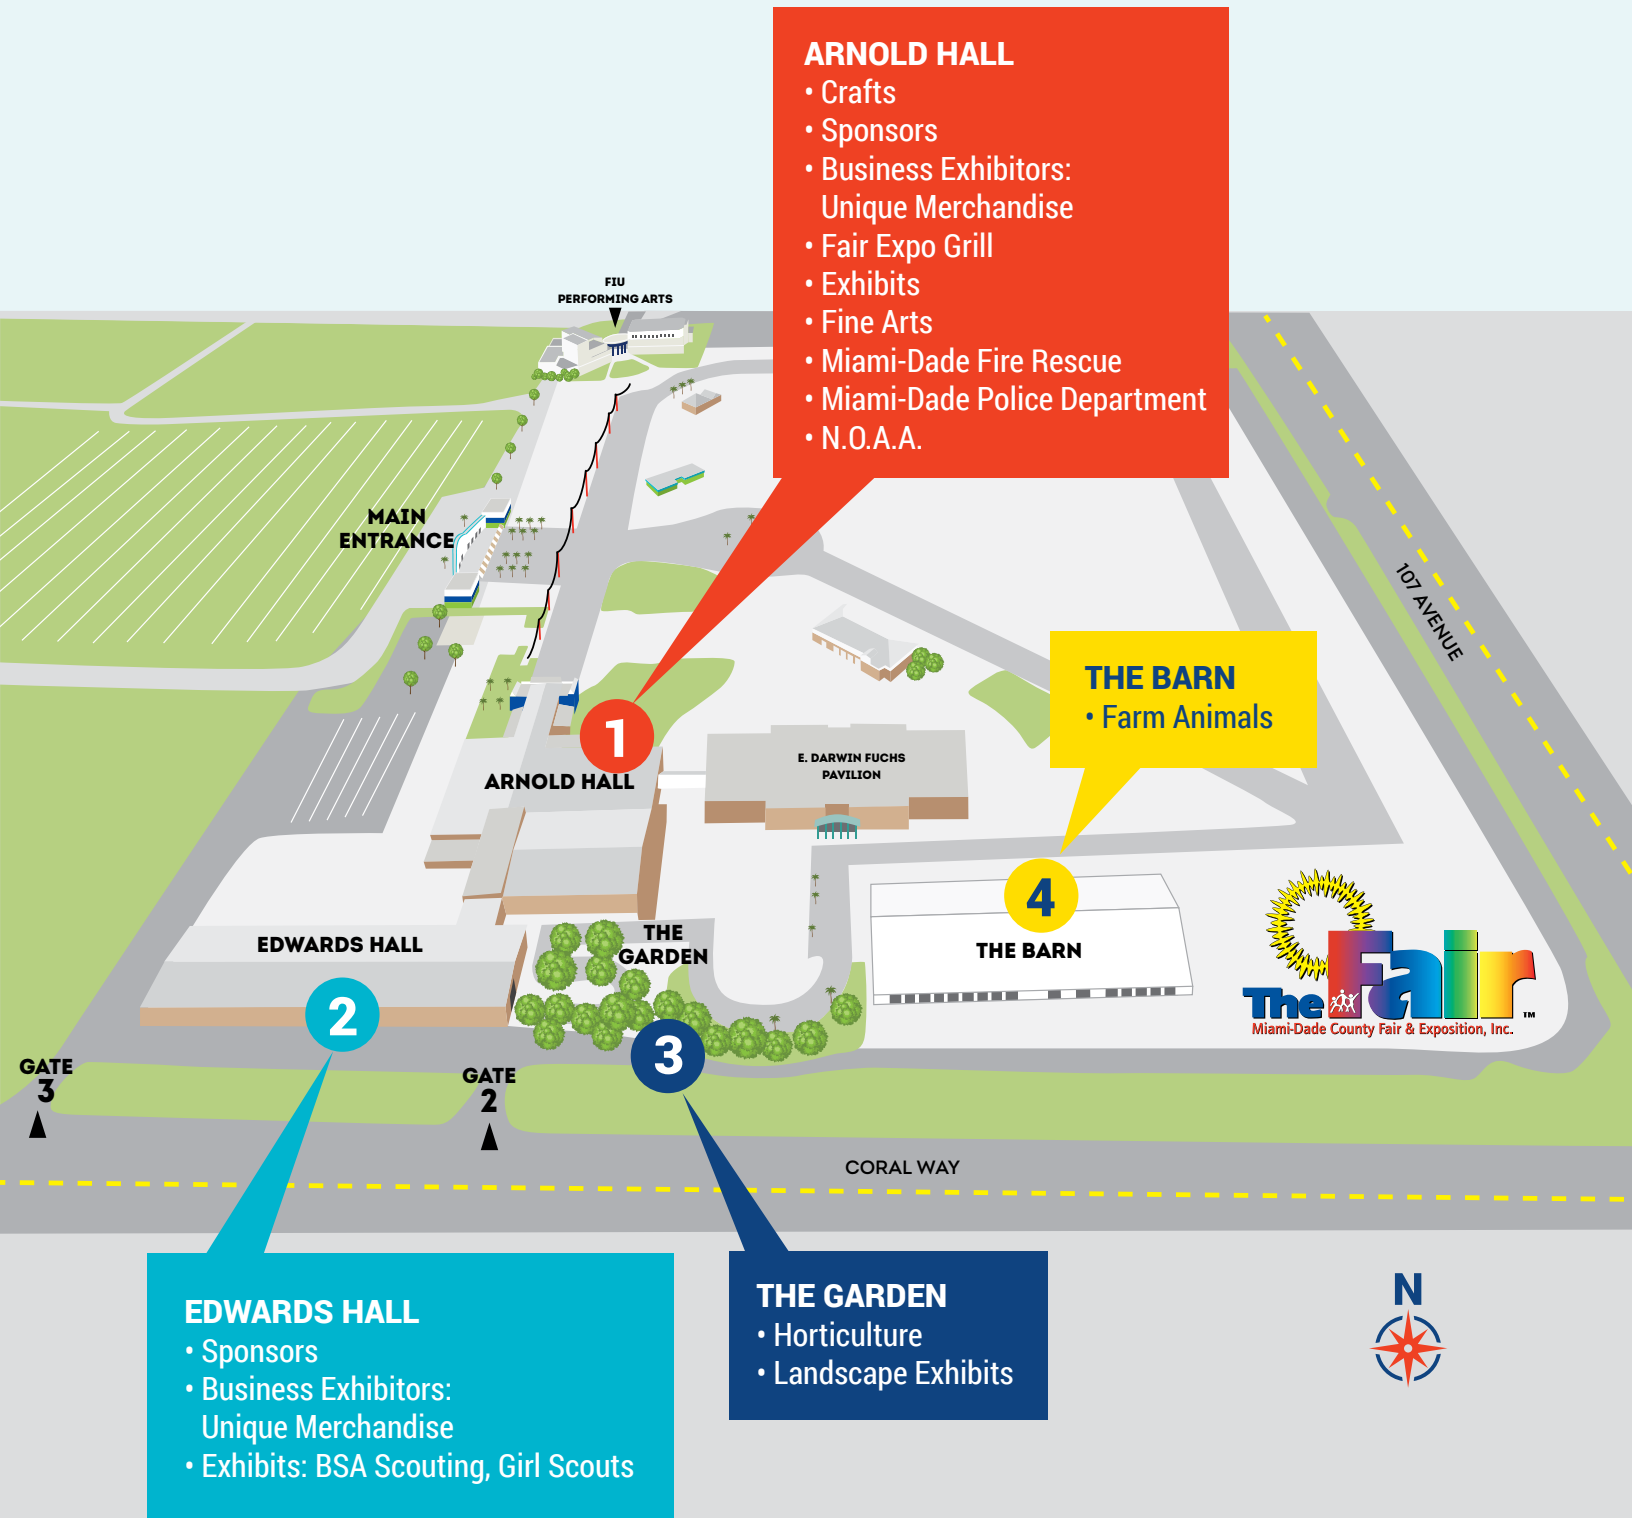 ARNOLD HALL
• Crafts
• Sponsors
• Business Exhibitors:
Unique Merchandise
• Fair Expo Grill
• Exhibits
• Fine Arts
• Miami-Dade Fire Rescue
• Miami-Dade Police Department
• N.O.A.A.
FIU
PERFORMING ARTS
MAIN
ENTRANCE
107 AVENUE
THE BARN
• Farm Animals
1
ARNOLD HALL
E. DARWIN FUCHS
PAVILION
4
THE BARN
THE
GARDEN
EDWARDS HALL
2
3
The Fair ™
Miami-Dade County Fair & Exposition, Inc.
GATE
3
GATE
2
CORAL WAY
EDWARDS HALL
• Sponsors
• Business Exhibitors:
Unique Merchandise
• Exhibits: BSA Scouting, Girl Scouts
THE GARDEN
• Horticulture
• Landscape Exhibits
N